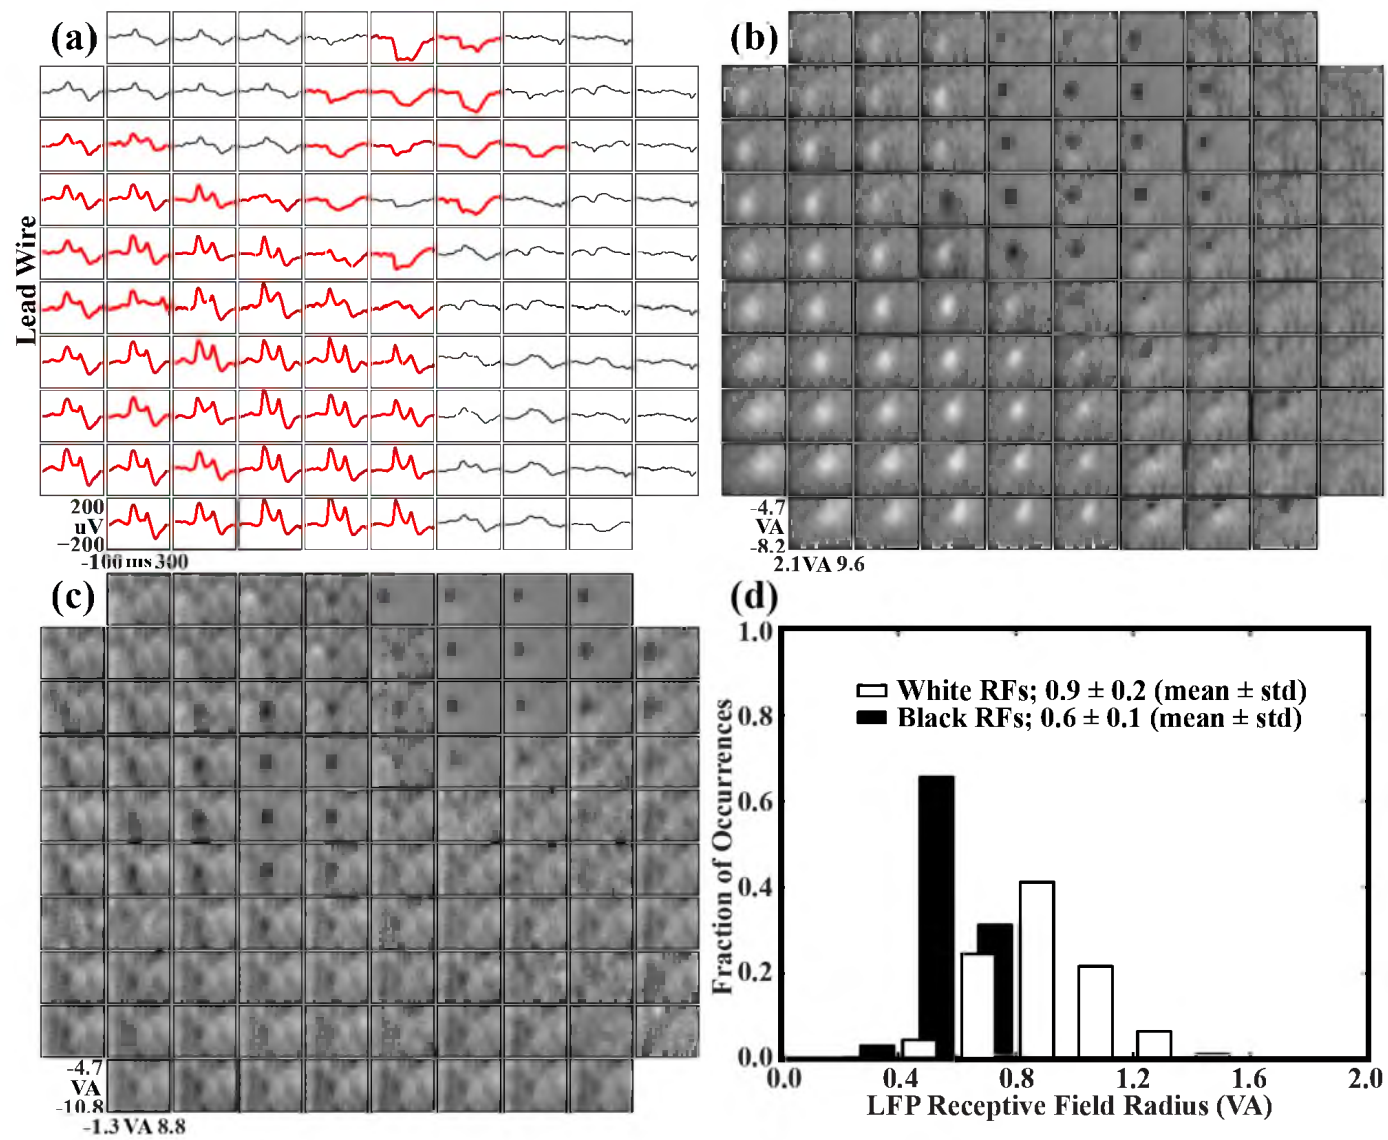 (a)
Lead Wire
200
uV
−200
-100 ms 300
(b)
-4.7
VA
-8.2
2.1 VA 9.6
(c)
-4.7
VA
-10.8
-1.3 VA 8.8
(d)
1.0
0.8
0.6
0.4
0.2
0.0
Fraction of Occurrences
White RFs; 0.9 ± 0.2 (mean ± std)
Black RFs; 0.6 ± 0.1 (mean ± std)
0.0 0.4 0.8 1.2 1.6 2.0
LFP Receptive Field Radius (VA)